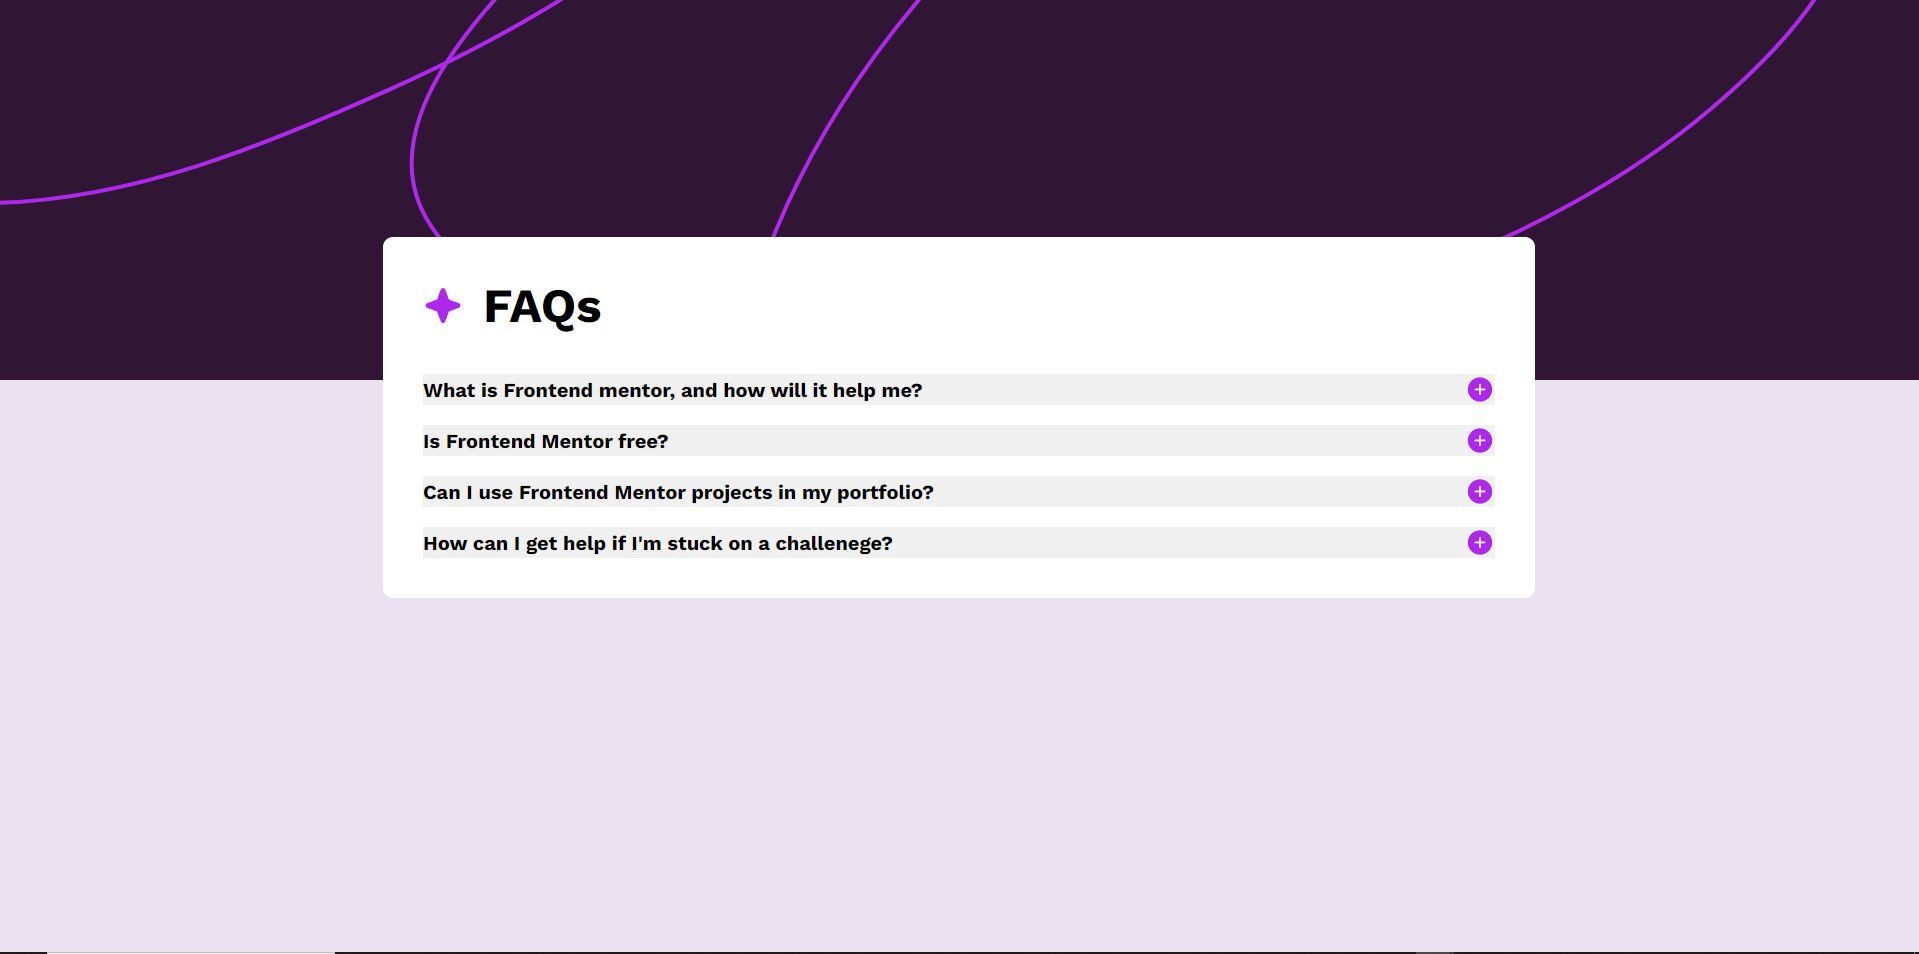 FAQs
What is Frontend mentor, and how will it help me?
Is Frontend Mentor free?
Can I use Frontend Mentor projects in my portfolio?
How can I get help if I'm stuck on a challenege?